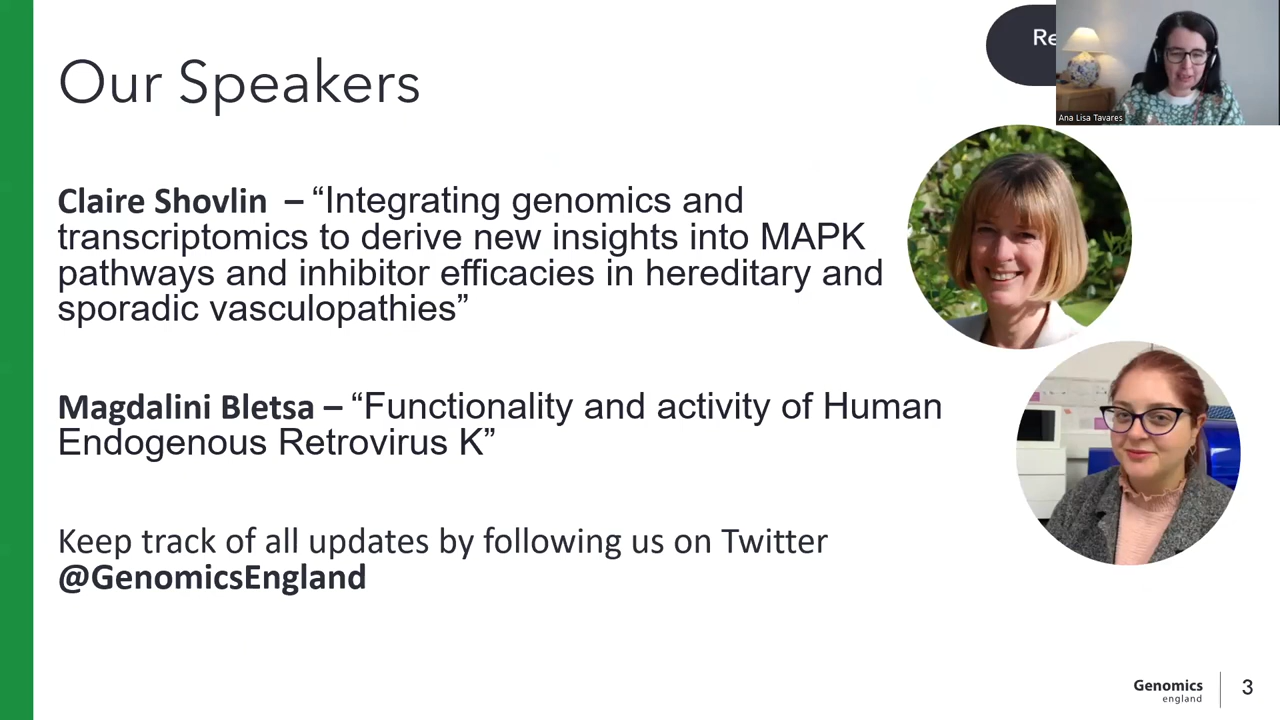 Our Speakers
Re
Ana Lisa Tavares
Claire Shovlin – “Integrating genomics and
transcriptomics to derive new insights into MAPK
pathways and inhibitor efficacies in hereditary and
sporadic vasculopathies”
Magdalini Bletsa – “Functionality and activity of Human
Endogenous Retrovirus K”
Keep track of all updates by following us on Twitter
@GenomicsEngland
Genomics
england
3